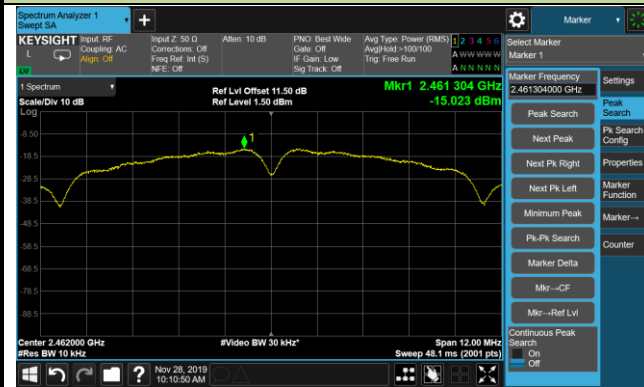 Spectrum Analyzer 1
Swept SA
Marker
KEYSIGHT
L
Input: RF
Coupling: AC
Align: Off
Input Z: 50 Ω
Corrections: Off
Freq Ref: Int (S)
NFE: Off
Atten: 10 dB
PNO: Best Wide
Gate: Off
IF Gain: Low
Sig Track: Off
Avg Type: Power (RMS)
Avg|Hold:>100/100
Trig: Free Run
1 2 3 4 5 6
A W W W W W
A N N N N N
Select Marker
Marker 1
1 Spectrum
Scale/Div 10 dB
Log
Ref Lvl Offset 11.50 dB
Ref Level 1.50 dBm
Mkr1 2.461 304 GHz
-15.023 dBm
1
-8.50
-18.5
-28.5
-38.5
-48.5
-58.5
-68.5
-78.5
-88.5
Center 2.462000 GHz
#Res BW 10 kHz
#Video BW 30 kHz*
Span 12.00 MHz
Sweep 48.1 ms (2001 pts)
Marker Frequency
2.461304000 GHz
Peak Search
Next Peak
Next Pk Right
Next Pk Left
Minimum Peak
Pk-Pk Search
Marker Delta
Mkr→CF
Mkr→Ref Lvl
Continuous Peak
Search
On
Off
Settings
Peak
Search
Pk Search
Config
Properties
Marker
Function
Marker→
Counter
Nov 28, 2019
10:10:50 AM